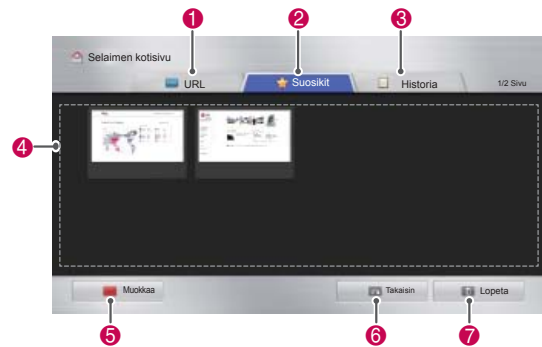 1 2 3
Selaimen kotisivu
URL Suosikit Historia 1/2 Sivu
4
Muokkaa Takaisin Lopeta
5 6 7